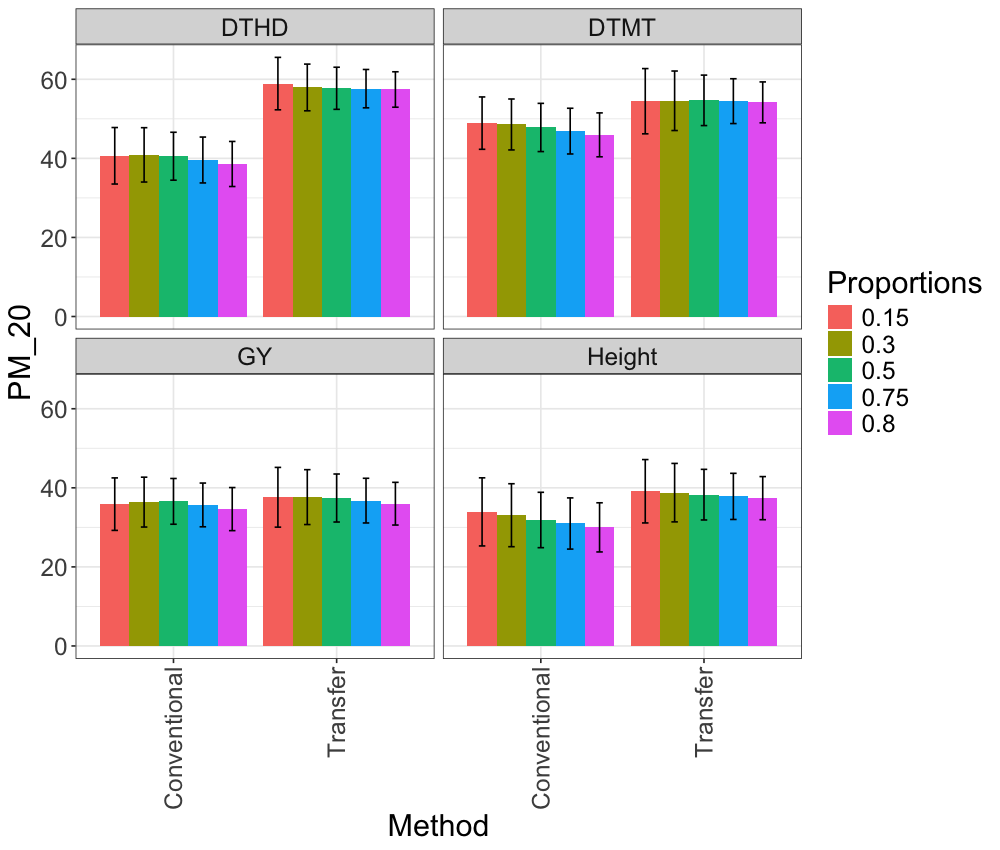 DTHD
DTMT
60
40
20
0
GY
Height
60
40
20
0
PM_20
Conventional
Transfer
Conventional
Transfer
Method
Proportions
0.15
0.3
0.5
0.75
0.8